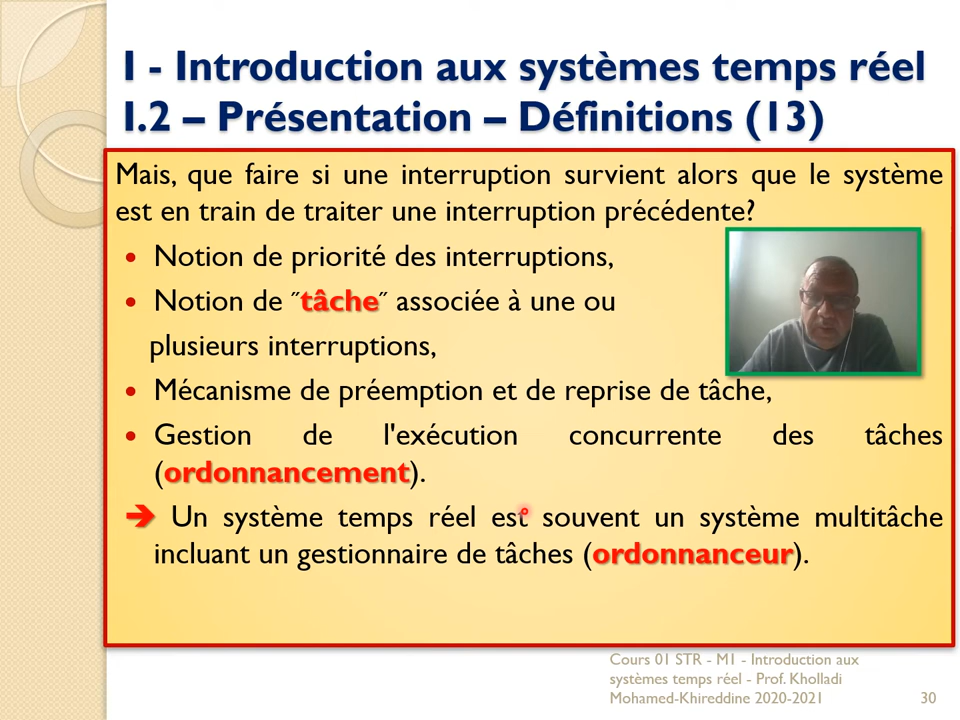 I - Introduction aux systèmes temps réel
I.2 – Présentation – Définitions (13)
Mais, que faire si une interruption survient alors que le système
est en train de traiter une interruption précédente?
• Notion de priorité des interruptions,
• Notion de ˝tâche˝ associée à une ou
plusieurs interruptions,
• Mécanisme de préemption et de reprise de tâche,
• Gestion de l'exécution concurrente des tâches
(ordonnancement).
➔ Un système temps réel est souvent un système multitâche
incluant un gestionnaire de tâches (ordonnanceur).
Cours 01 STR - M1 - Introduction aux
systèmes temps réel - Prof. Kholladi
Mohamed-Khireddine 2020-2021 30